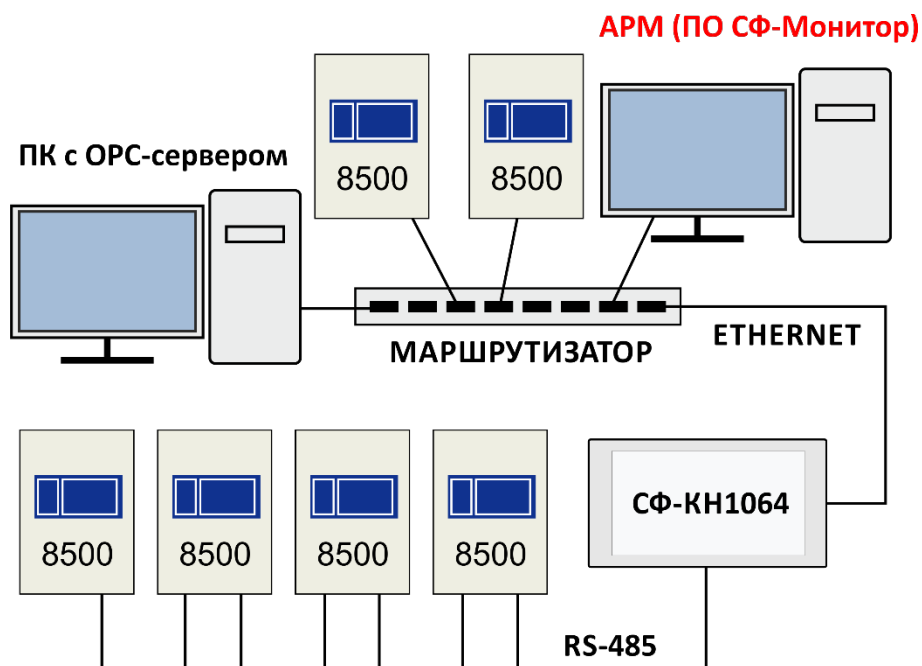 АРМ (ПО СФ-Монитор)
ПК с ОРС-сервером
8500
8500
ETHERNET
МАРШРУТИЗАТОР
СФ-КН1064
8500
8500
8500
8500
RS-485